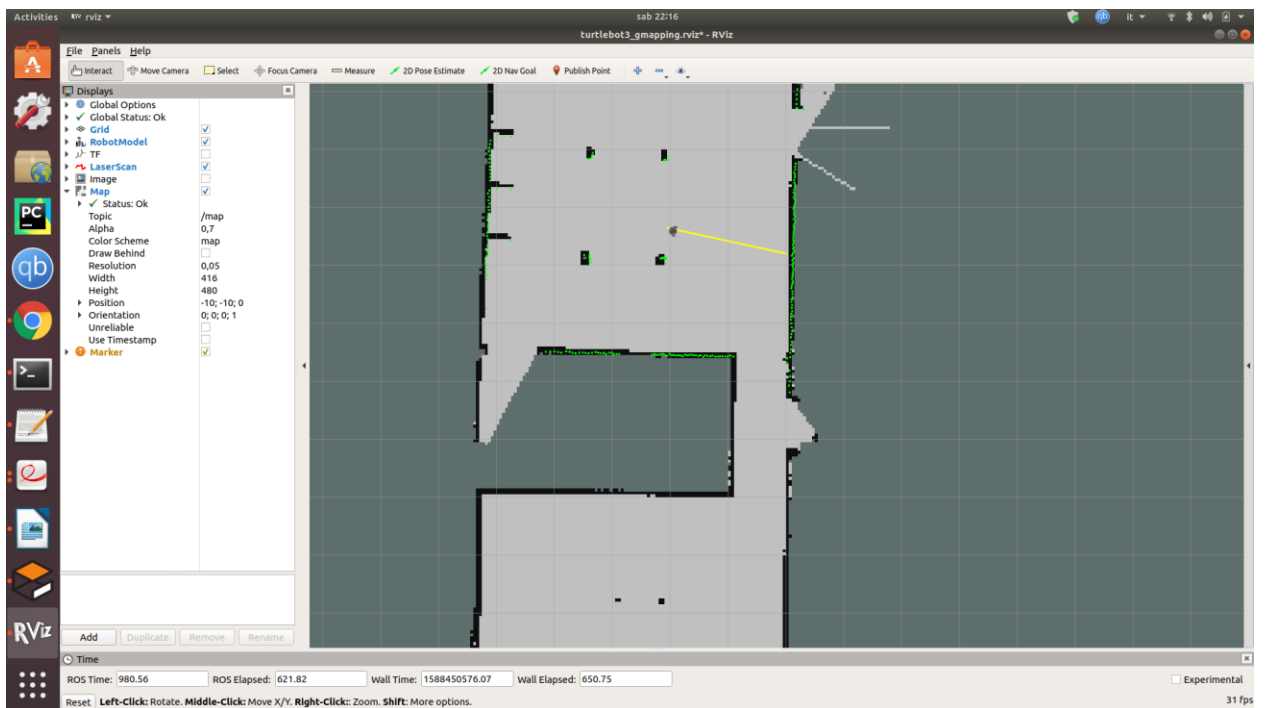 Activities RV rviz sab 22:16 qb it
turtlebot3_gmapping.rviz* - RViz
File Panels Help
Interact Move Camera Select Focus Camera Measure 2D Pose Estimate 2D Nav Goal Publish Point
Displays
Global Options
Global Status: Ok
Grid
RobotModel
TF
LaserScan
Image
Map
Status: Ok
Topic /map
Alpha 0,7
Color Scheme map
Draw Behind
Resolution 0,05
Width 416
Height 480
Position -10; -10; 0
Orientation 0; 0; 0; 1
Unreliable
Use Timestamp
Marker
PC
qb
RViz
Add Duplicate Remove Rename
Time
ROS Time: 980.56 ROS Elapsed: 621.82 Wall Time: 1588450576.07 Wall Elapsed: 650.75 Experimental
Reset Left-Click: Rotate. Middle-Click: Move X/Y. Right-Click:: Zoom. Shift: More options. 31 fps